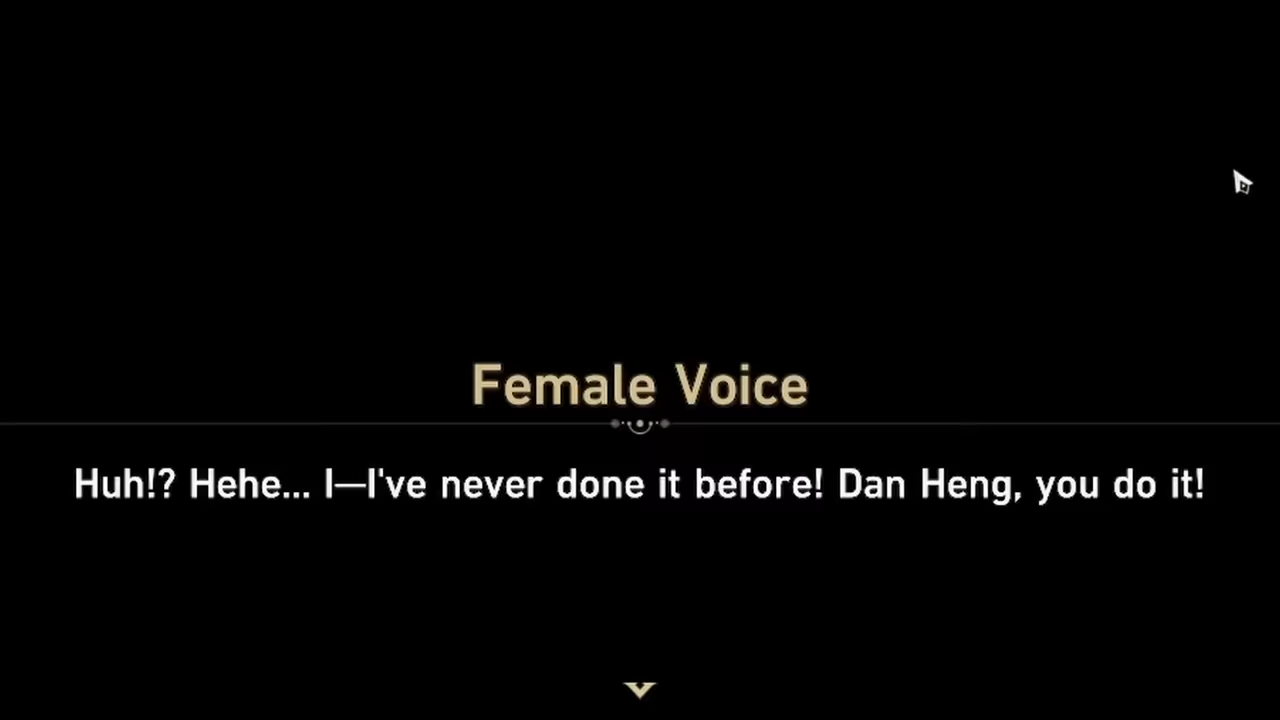 Female Voice
Huh!? Hehe... I—I've never done it before! Dan Heng, you do it!